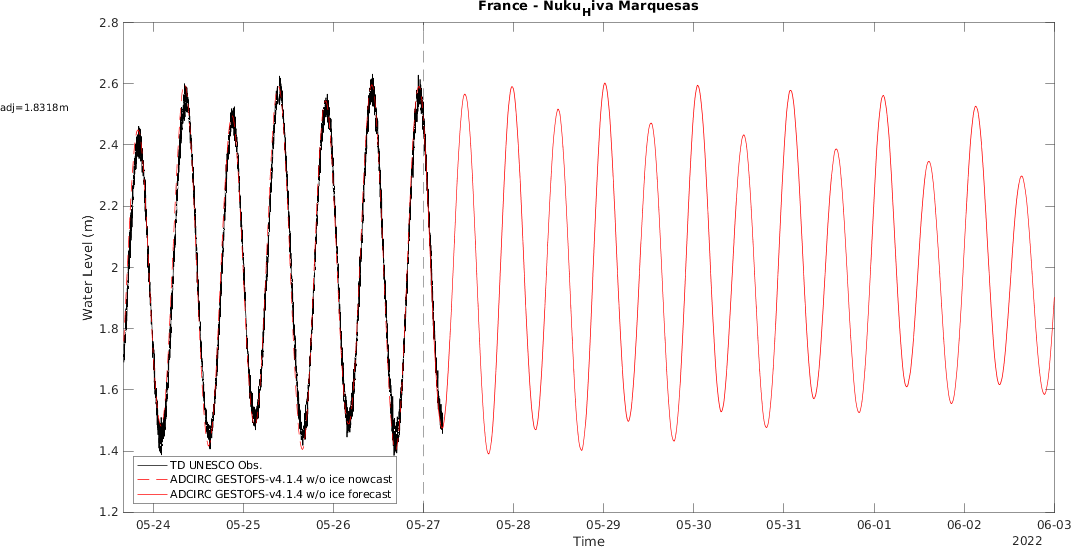 France - Nuku_Hiva Marquesas
adj=1.8318m
Water Level (m)
2.8
2.6
2.4
2.2
2
1.8
1.6
1.4
1.2
TD UNESCO Obs.
ADCIRC GESTOFS-v4.1.4 w/o ice nowcast
ADCIRC GESTOFS-v4.1.4 w/o ice forecast
05-24 05-25 05-26 05-27 05-28 05-29 05-30 05-31 06-01 06-02 06-03
Time
2022